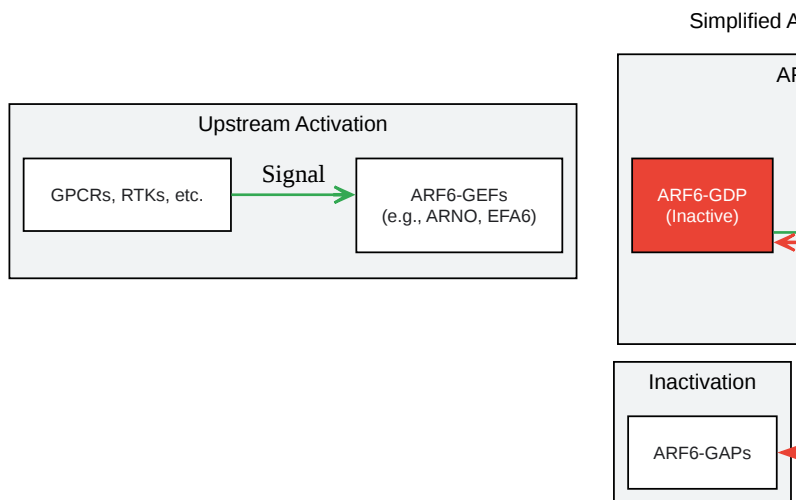 Simplified
Upstream Activation
GPCRs, RTKs, etc.
Signal
ARF6-GEFs
(e.g., ARNO, EFA6)
ARF6-GDP
(Inactive)
Inactivation
ARF6-GAPs